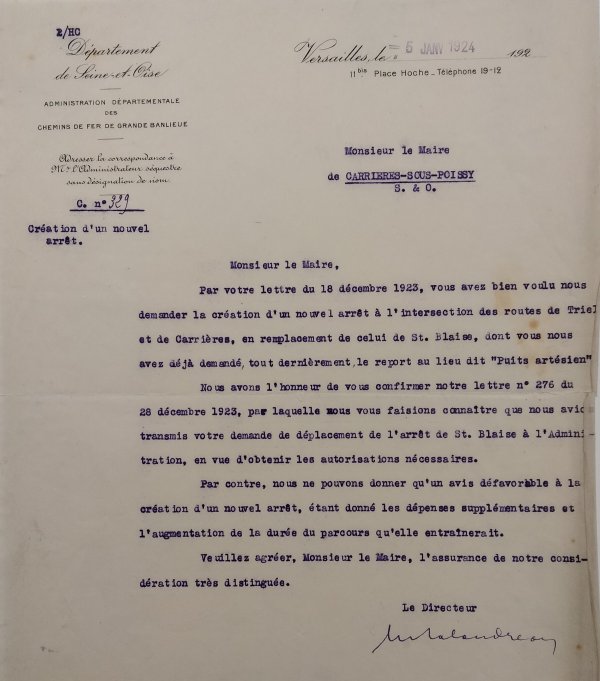 2/HC
Département
de Seine-et-Oise
ADMINISTRATION DÉPARTEMENTALE
DES
CHEMINS DE FER DE GRANDE BANLIEUE
Adresser la correspondance à
Mr l'Administrateur séquestre
sans désignation de nom.
C. n° 329
Création d'un nouvel
arrêt.
Versailles, le 5 JANV 1924 192
11 bis Place Hoche _ Téléphone 19-12
Monsieur le Maire
de CARRIERES-SOUS-POISSY
S. & O.
Monsieur le Maire,
Par votre lettre du 18 décembre 1923, vous avez bien voulu nous
demander la création d'un nouvel arrêt à l'intersection des routes de Triel
et de Carrières, en remplacement de celui de St. Blaise, dont vous nous
avez déjà demandé, tout dernièrement, le report au lieu dit "Puits artésien"
Nous avons l'honneur de vous confirmer notre lettre n° 276 du
28 décembre 1923, par laquelle nous vous faisions connaître que nous avio
transmis votre demande de déplacement de l'arrêt de St. Blaise à l'Admini-
tration, en vue d'obtenir les autorisations nécessaires.
Par contre, nous ne pouvons donner qu'un avis défavorable à la
création d'un nouvel arrêt, étant donné les dépenses supplémentaires et
l'augmentation de la durée du parcours qu'elle entraînerait.
Veuillez agréer, Monsieur le Maire, l'assurance de notre consi-
dération très distinguée.
Le Directeur